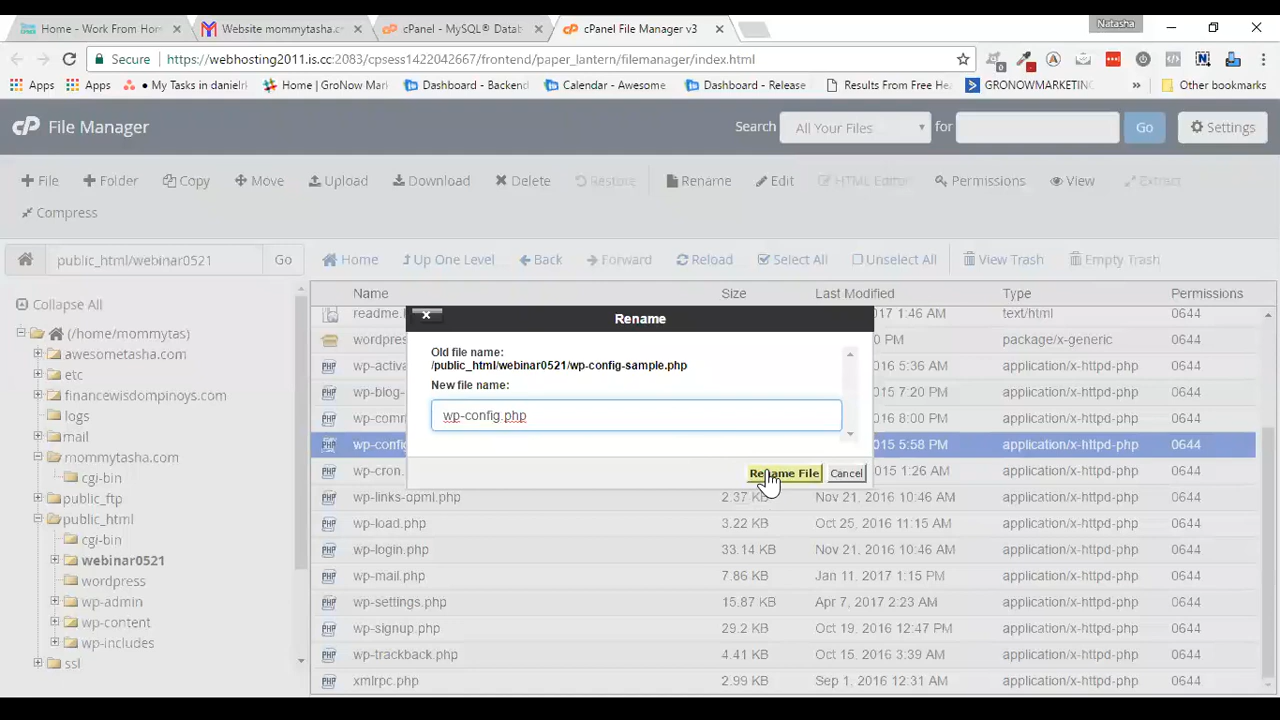 Natasha
Home - Work From Hom
Website mommytasha.c
cPanel - MySQL® Datab
cPanel File Manager v3
Secure https://webhosting2011.is.cc:2083/cpsess1422042667/frontend/paper_lantern/filemanager/index.html
Apps Apps My Tasks in danielri Home | GroNow Mark Dashboard - Backend Calendar - Awesome Dashboard - Release Results From Free He GRONOWMARKETING » Other bookmarks
cP File Manager
Search All Your Files for Go Settings
File Folder Copy Move Upload Download Delete Restore Rename Edit HTML Editor Permissions View Extract
Compress
public_html/webinar0521 Go Home Up One Level Back Forward Reload Select All Unselect All View Trash Empty Trash
Collapse All
(/home/mommytas)
awesometasha.com
etc
financewisdompinoys.com
logs
mail
mommytasha.com
cgi-bin
public_ftp
public_html
cgi-bin
webinar0521
wordpress
wp-admin
wp-content
wp-includes
ssl
Name Size Last Modified Type Permissions
readme.h 17 1:46 AM text/html 0644
wordpres PM package/x-generic 0644
wp-activa 016 5:36 AM application/x-httpd-php 0644
wp-blog- 015 7:20 PM application/x-httpd-php 0644
wp-comm 016 8:00 PM application/x-httpd-php 0644
wp-config 015 5:58 PM application/x-httpd-php 0644
wp-cron. 015 1:26 AM application/x-httpd-php 0644
wp-links-opml.php 2.37 KB Nov 21, 2016 10:46 AM application/x-httpd-php 0644
wp-load.php 3.22 KB Oct 25, 2016 11:15 AM application/x-httpd-php 0644
wp-login.php 33.14 KB Nov 21, 2016 10:46 AM application/x-httpd-php 0644
wp-mail.php 7.86 KB Jan 11, 2017 1:15 PM application/x-httpd-php 0644
wp-settings.php 15.87 KB Apr 7, 2017 2:23 AM application/x-httpd-php 0644
wp-signup.php 29.2 KB Oct 19, 2016 12:47 PM application/x-httpd-php 0644
wp-trackback.php 4.41 KB Oct 15, 2016 3:39 AM application/x-httpd-php 0644
xmlrpc.php 2.99 KB Sep 1, 2016 12:31 AM application/x-httpd-php 0644
Rename
Old file name:
/public_html/webinar0521/wp-config-sample.php
New file name:
wp-config.php
Rename File Cancel